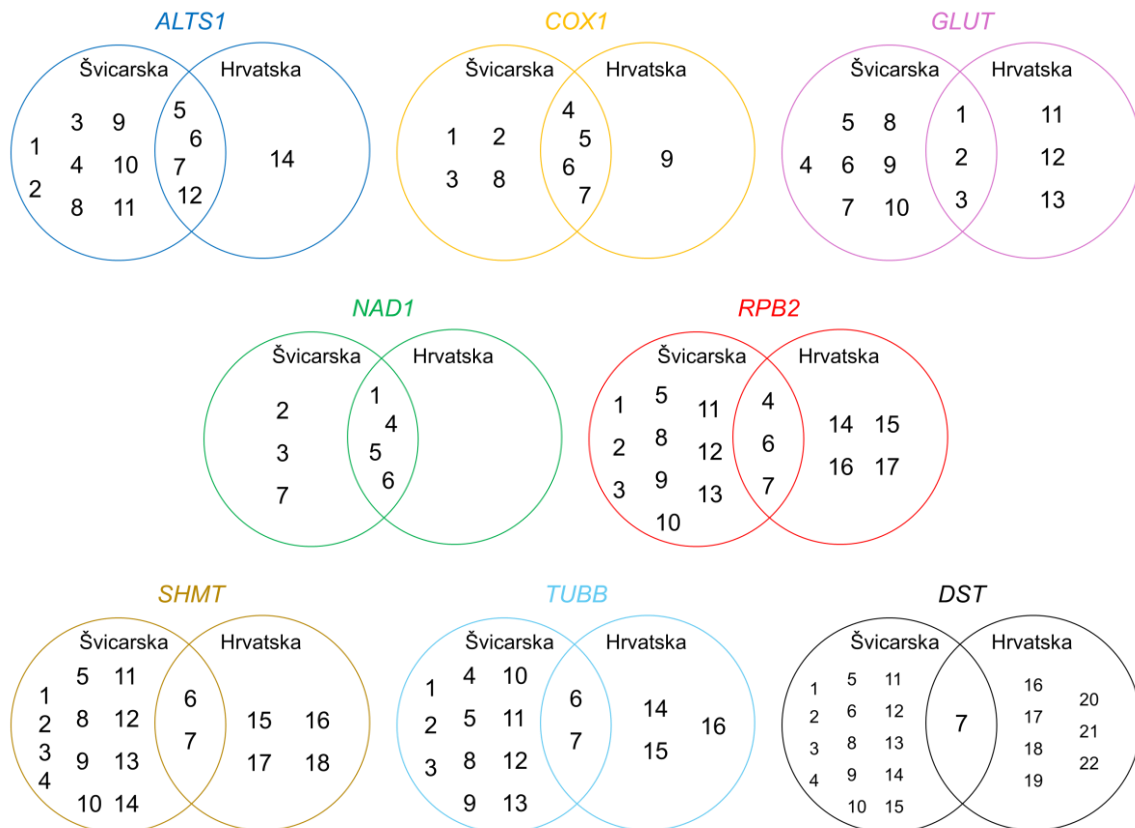 ALTS1 COX1 GLUT
Švicarska Hrvatska Švicarska Hrvatska Švicarska Hrvatska
1 2 3 4 8 9 10 11 5 6 7 12 14
1 2 3 8 4 5 6 7 9
4 5 6 7 8 9 10 1 2 3 11 12 13
NAD1 RPB2
Švicarska Hrvatska Švicarska Hrvatska
2 3 7 1 4 5 6
1 2 3 5 8 9 10 11 12 13 4 6 7 14 15 16 17
SHMT TUBB DST
Švicarska Hrvatska Švicarska Hrvatska Švicarska Hrvatska
1 2 3 4 5 8 9 10 11 12 13 14 6 7 15 16 17 18
1 2 3 4 5 8 9 10 11 12 13 6 7 14 15 16
1 2 3 4 5 6 8 9 10 11 12 13 14 15 7 16 17 18 19 20 21 22